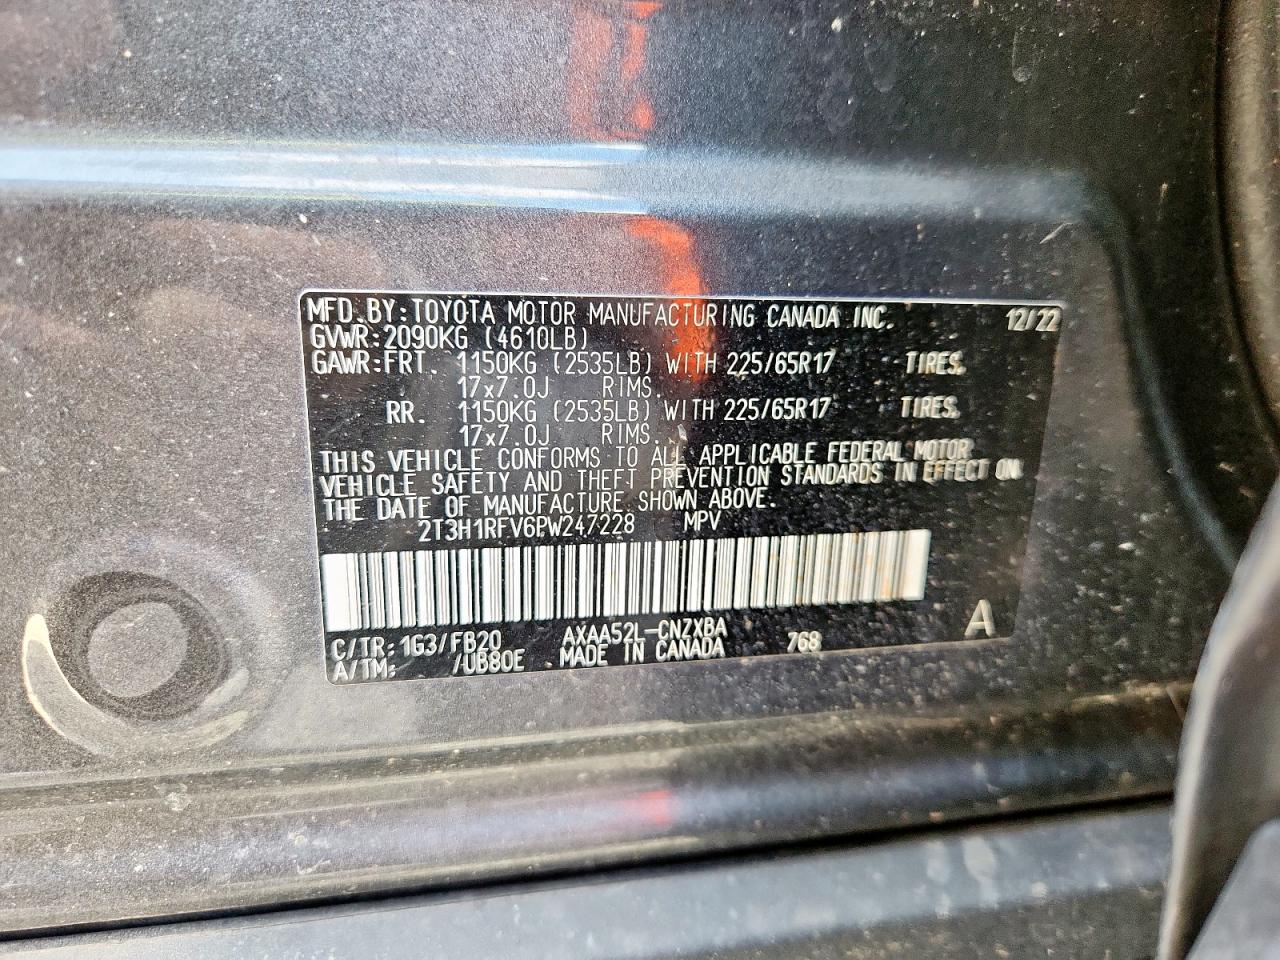 MFD. BY: TOYOTA MOTOR MANUFACTURING CANADA INC. 12/22
GVWR: 2090KG (4610LB)
GAWR: FRT. 1150KG (2535LB) WITH 225/65R17 TIRES.
17x7.0J RIMS.
RR. 1150KG (2535LB) WITH 225/65R17 TIRES.
17x7.0J RIMS.
THIS VEHICLE CONFORMS TO ALL APPLICABLE FEDERAL MOTOR
VEHICLE SAFETY AND THEFT PREVENTION STANDARDS IN EFFECT ON
THE DATE OF MANUFACTURE SHOWN ABOVE.
2T3H1RFV6PW247228 MPV
C/TR: 1G3/FB20 AXAA52L-CNZXBA 768 A
A/TM: /UB80E MADE IN CANADA